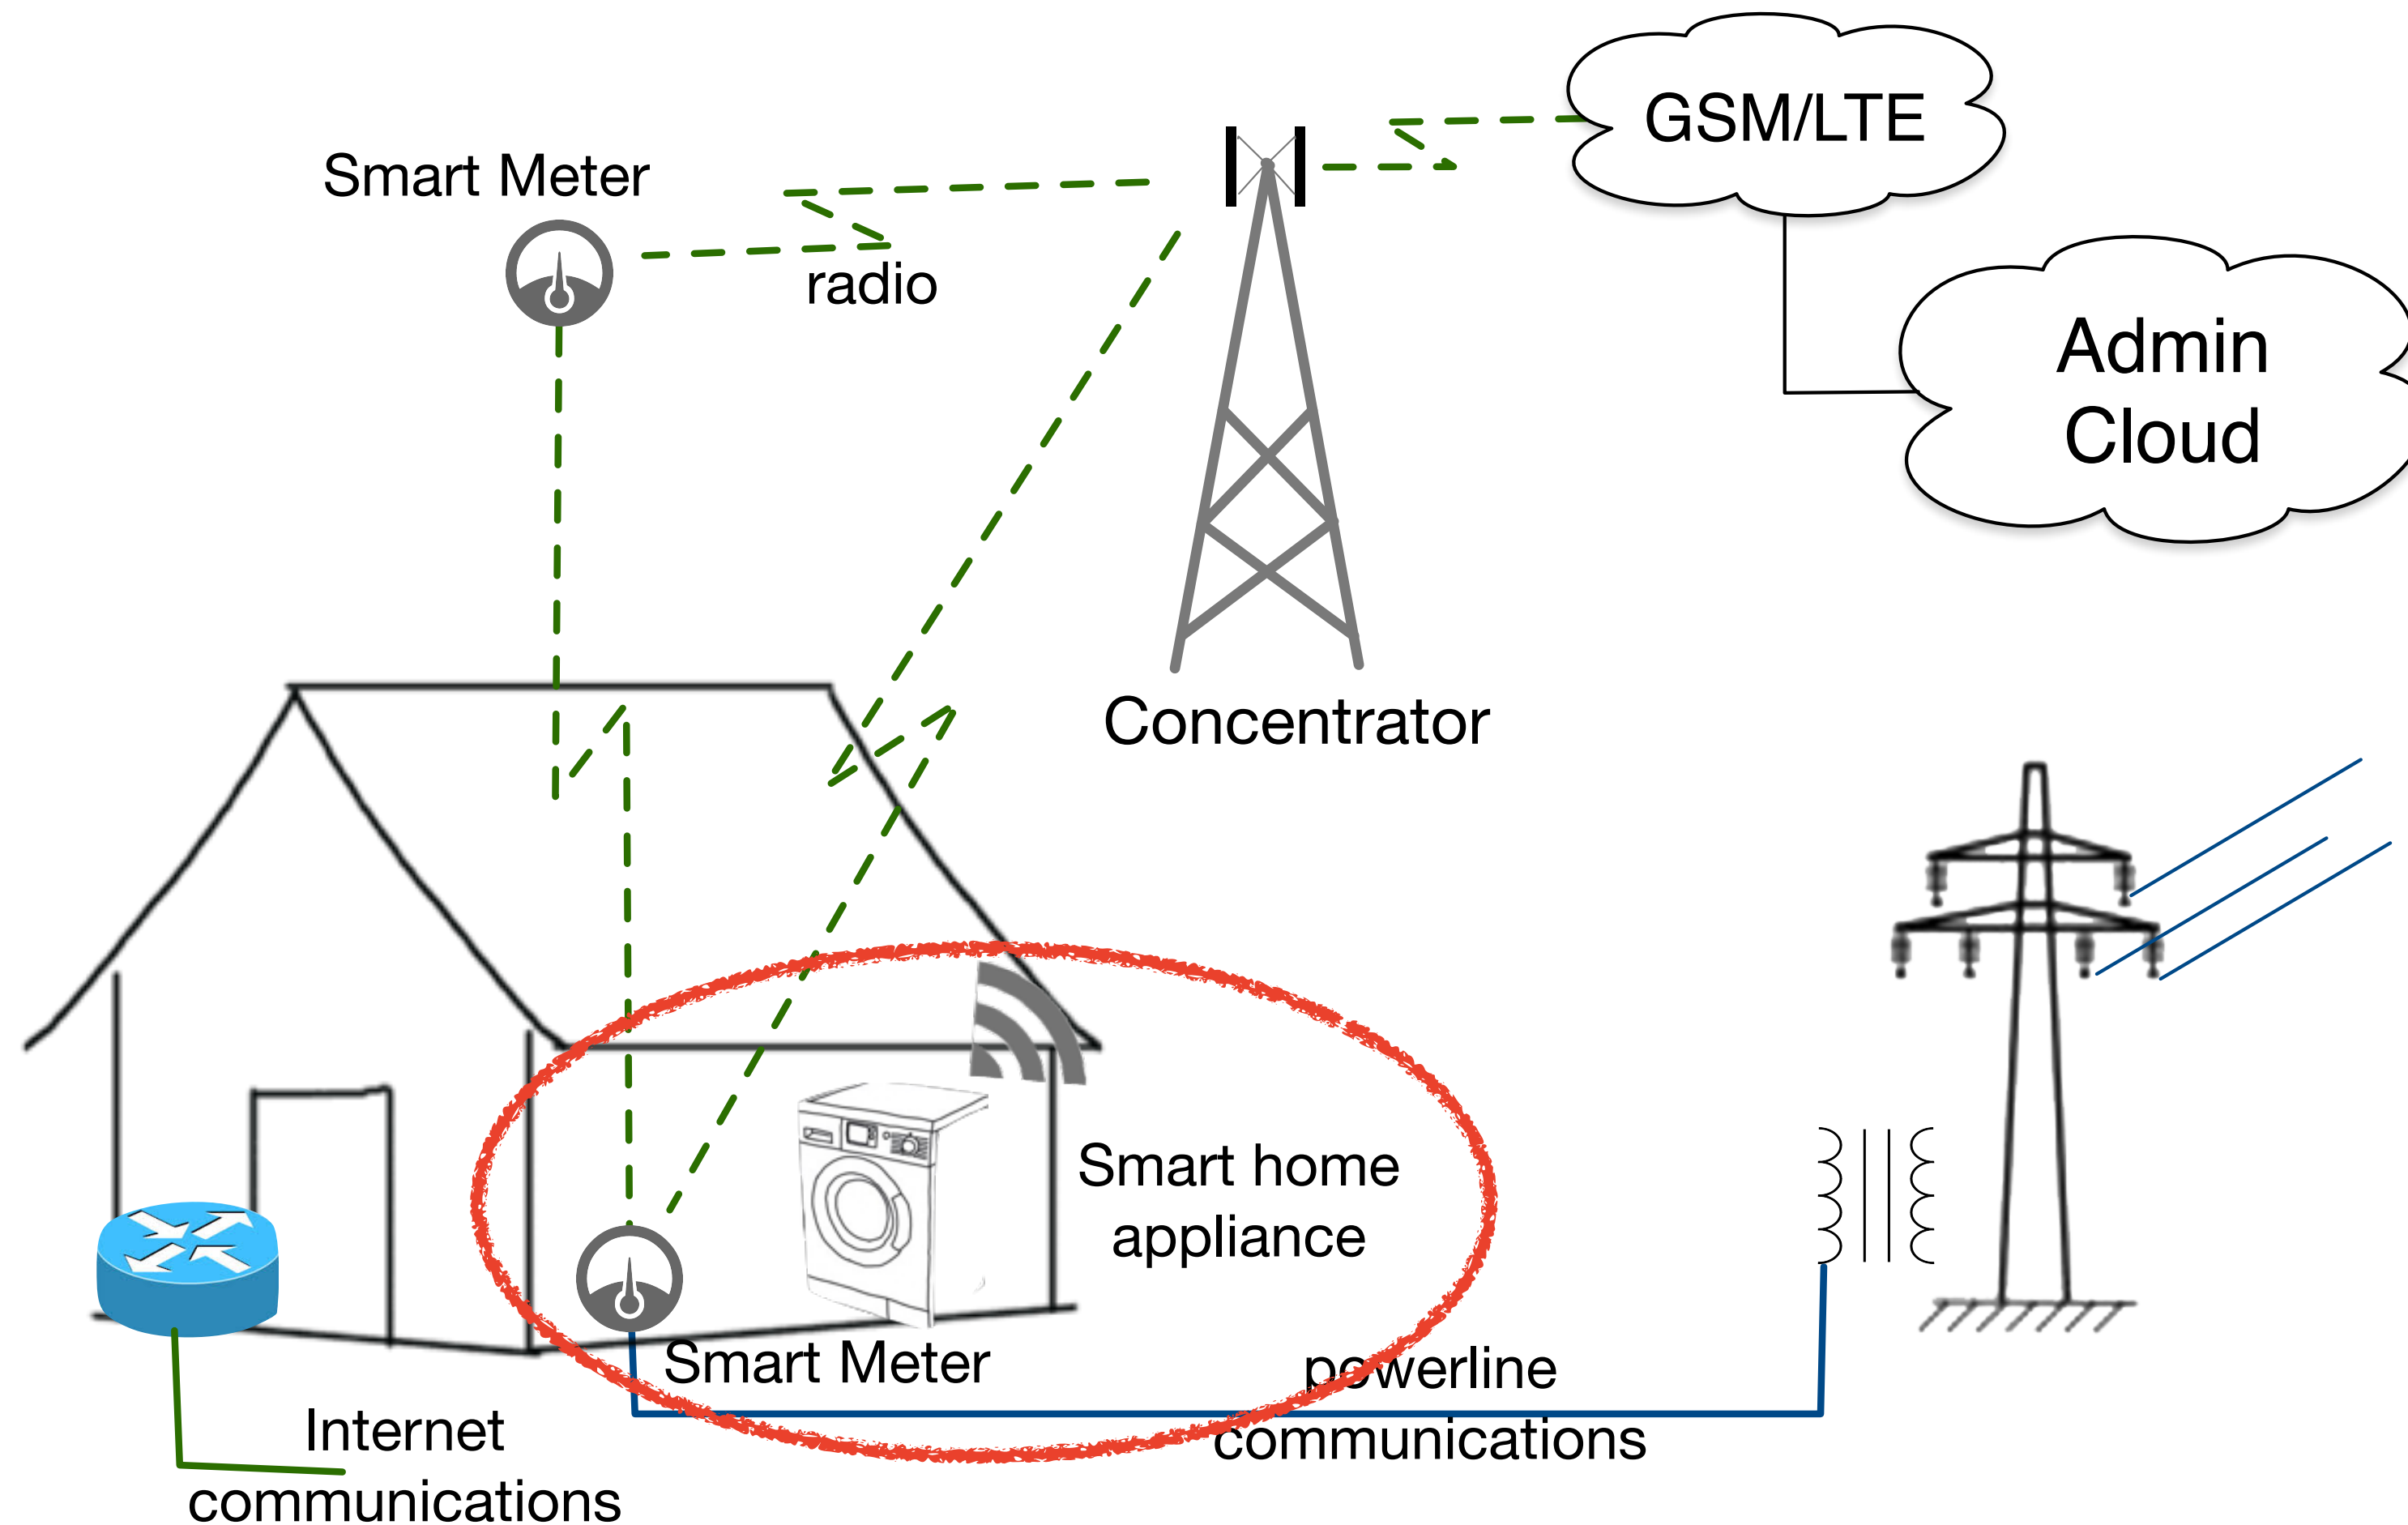 GSM/LTE
Smart Meter
radio
Admin
Cloud
Concentrator
Smart home
appliance
Smart Meter
powerline
communications
Internet
communications